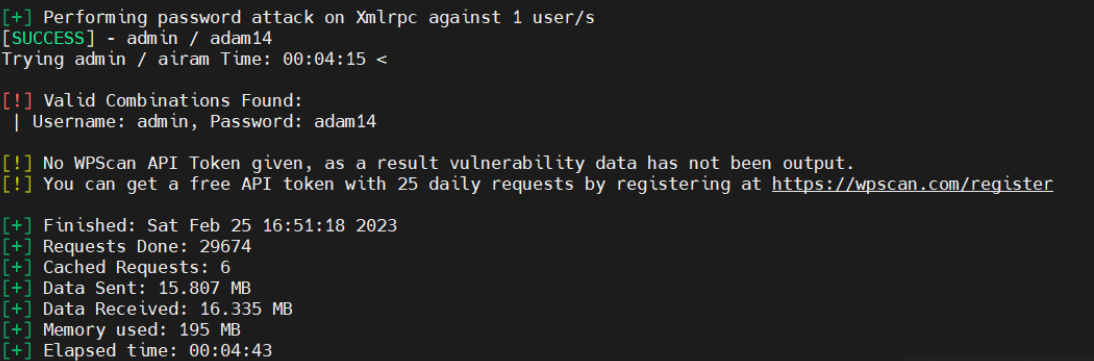 [+] Performing password attack on Xmlrpc against 1 user/s
[SUCCESS] - admin / adam14
Trying admin / airam Time: 00:04:15 <
[!] Valid Combinations Found:
| Username: admin, Password: adam14
[!] No WPScan API Token given, as a result vulnerability data has not been output.
[!] You can get a free API token with 25 daily requests by registering at https://wpscan.com/register
[+] Finished: Sat Feb 25 16:51:18 2023
[+] Requests Done: 29674
[+] Cached Requests: 6
[+] Data Sent: 15.807 MB
[+] Data Received: 16.335 MB
[+] Memory used: 195 MB
[+] Elapsed time: 00:04:43